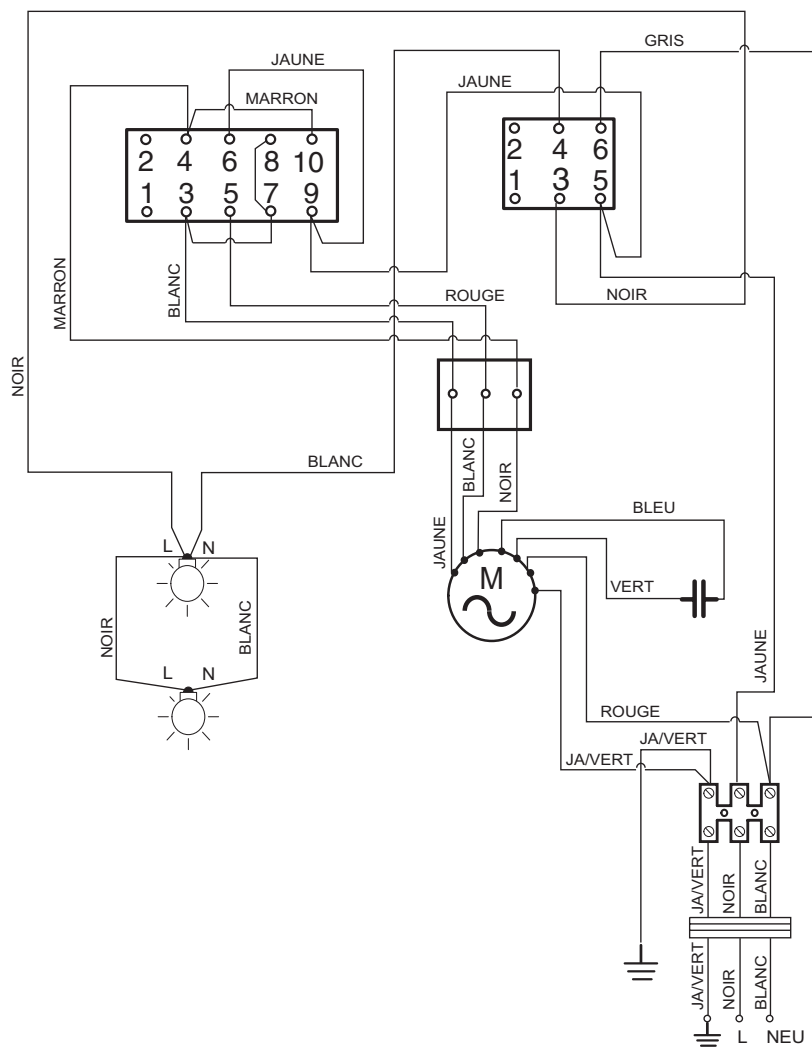 GRIS
JAUNE
MARRON
JAUNE
2 4 6 8 10
1 3 5 7 9
2 4 6
1 3 5
MARRON
BLANC
ROUGE
NOIR
NOIR
BLANC
BLANC
NOIR
JAUNE
BLEU
L N
M
VERT
NOIR
BLANC
JAUNE
L N
ROUGE
JA/VERT
JA/VERT
JA/VERT
NOIR
BLANC
JA/VERT
NOIR
BLANC
L NEU